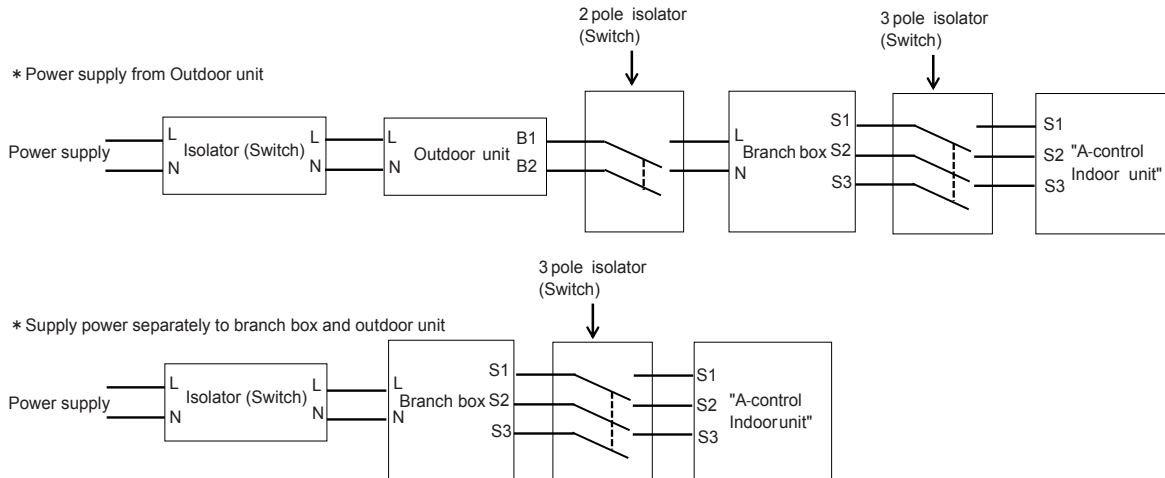 2 pole isolator
(Switch)
3 pole isolator
(Switch)
* Power supply from Outdoor unit
Power supply
L
N
Isolator (Switch)
L
N
L
N
Outdoor unit
B1
B2
L
N
Branch box
S1
S2
S3
S1
S2
S3
"A-control
Indoor unit"
3 pole isolator
(Switch)
* Supply power separately to branch box and outdoor unit
Power supply
L
N
Isolator (Switch)
L
N
L
N
Branch box
S1
S2
S3
S1
S2
S3
"A-control
Indoor unit"